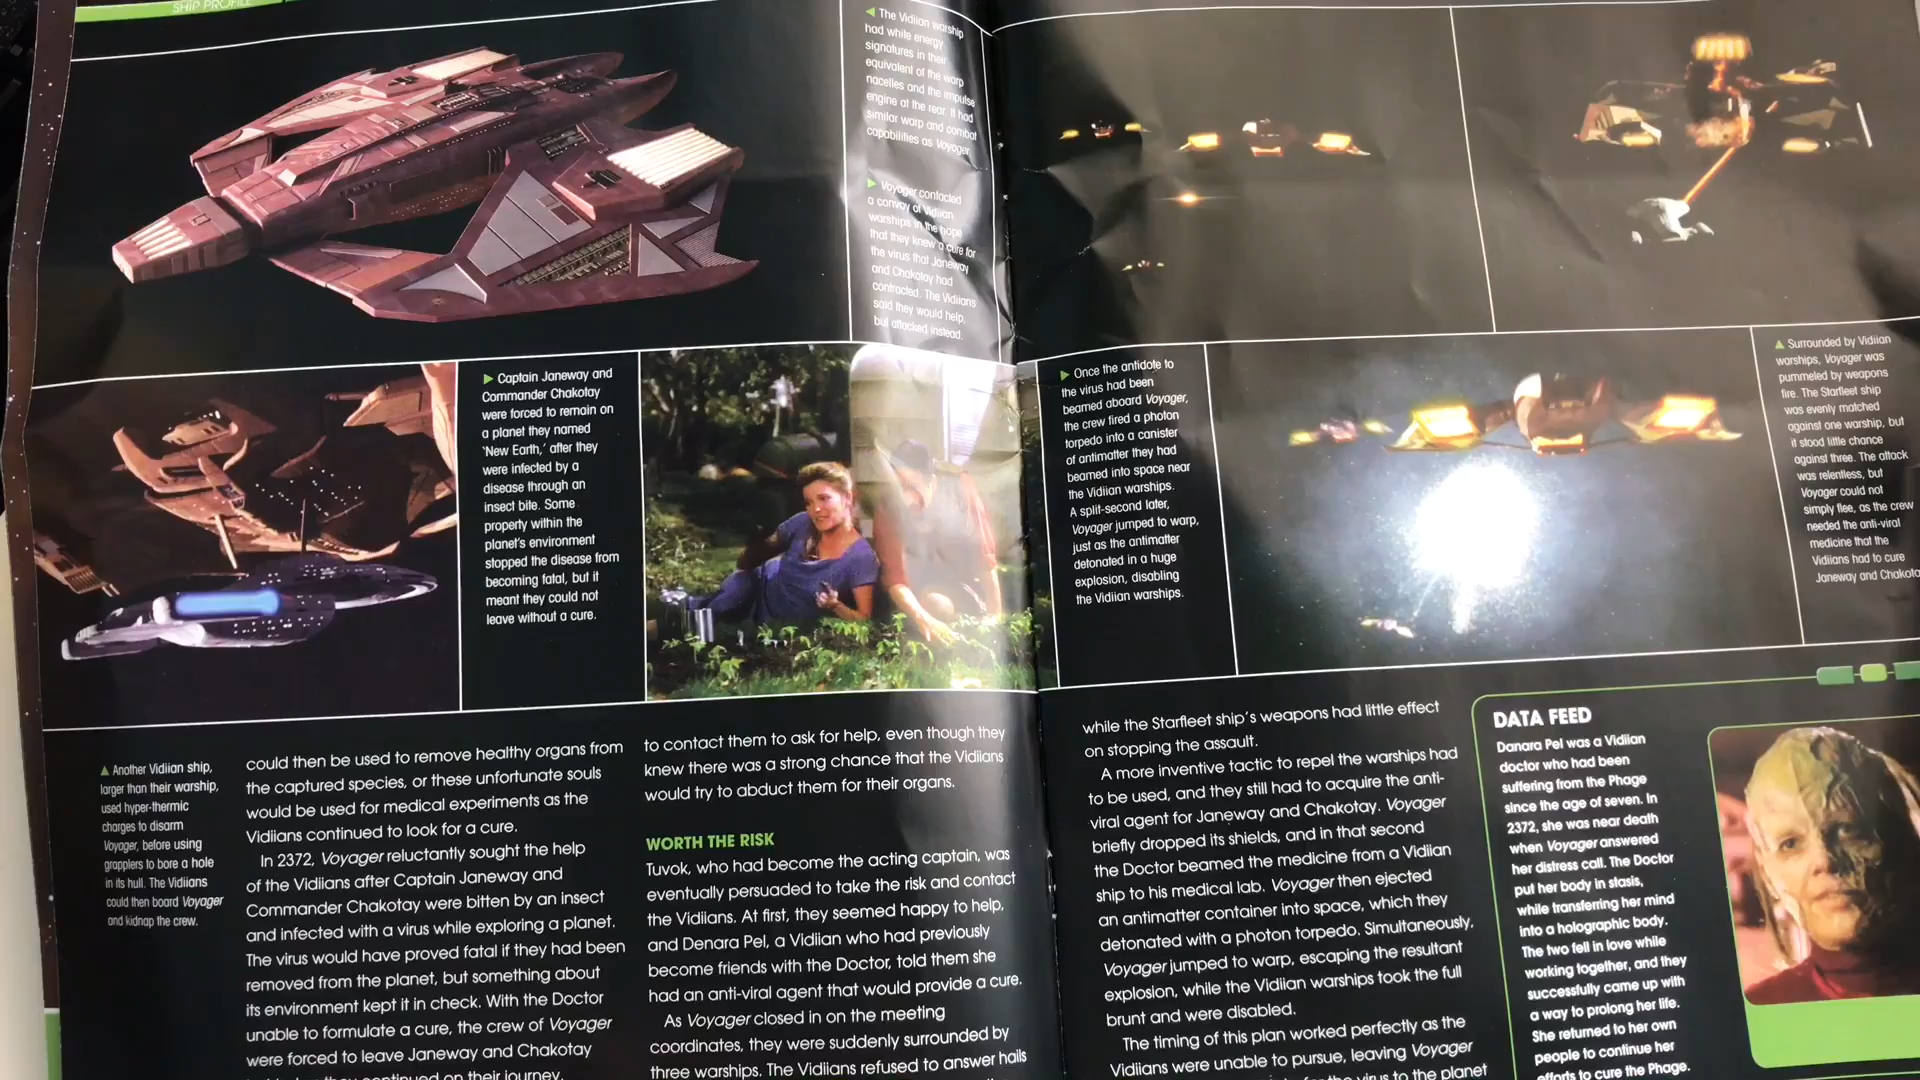 SHIP PROFILE
◀ The Vidiian warship
had while energy
signatures in their
equivalent of the warp
nacelles and the impulse
engine at the rear. It had
similar warp and combat
capabilities as Voyager.
▶ Voyager contacted
a convoy of Vidiian
warships in the hope
that they knew a cure for
the virus that Janeway
and Chakotay had
contracted. The Vidiians
said they would help,
but attacked instead.
▶ Captain Janeway and
Commander Chakotay
were forced to remain on
a planet they named
'New Earth,' after they
were infected by a
disease through an
insect bite. Some
property within the
planet's environment
stopped the disease from
becoming fatal, but it
meant they could not
leave without a cure.
▶ Once the antidote to
the virus had been
beamed aboard Voyager,
the crew fired a photon
torpedo into a canister
of antimatter they had
beamed into space near
the Vidiian warships.
A split-second later,
Voyager jumped to warp,
just as the antimatter
detonated in a huge
explosion, disabling
the Vidiian warships.
▲ Surrounded by Vidiian
warships, Voyager was
pummeled by weapons
fire. The Starfleet ship
was evenly matched
against one warship, but
it stood little chance
against three. The attack
was relentless, but
Voyager could not
simply flee, as the crew
needed the anti-viral
medicine that the
Vidiians had to cure
Janeway and Chakota
▲ Another Vidiian ship,
larger than their warship,
used hyper-thermic
charges to disarm
Voyager, before using
grapplers to bore a hole
in its hull. The Vidiians
could then board Voyager
and kidnap the crew.
could then be used to remove healthy organs from
the captured species, or these unfortunate souls
would be used for medical experiments as the
Vidiians continued to look for a cure.
In 2372, Voyager reluctantly sought the help
of the Vidiians after Captain Janeway and
Commander Chakotay were bitten by an insect
and infected with a virus while exploring a planet.
The virus would have proved fatal if they had been
removed from the planet, but something about
its environment kept it in check. With the Doctor
unable to formulate a cure, the crew of Voyager
were forced to leave Janeway and Chakotay
they continued on their journey.
to contact them to ask for help, even though they
knew there was a strong chance that the Vidiians
would try to abduct them for their organs.
WORTH THE RISK
Tuvok, who had become the acting captain, was
eventually persuaded to take the risk and contact
the Vidiians. At first, they seemed happy to help,
and Denara Pel, a Vidiian who had previously
become friends with the Doctor, told them she
had an anti-viral agent that would provide a cure.
As Voyager closed in on the meeting
coordinates, they were suddenly surrounded by
three warships. The Vidiians refused to answer hails
while the Starfleet ship's weapons had little effect
on stopping the assault.
A more inventive tactic to repel the warships had
to be used, and they still had to acquire the anti-
viral agent for Janeway and Chakotay. Voyager
briefly dropped its shields, and in that second
the Doctor beamed the medicine from a Vidiian
ship to his medical lab. Voyager then ejected
an antimatter container into space, which they
detonated with a photon torpedo. Simultaneously,
Voyager jumped to warp, escaping the resultant
explosion, while the Vidiian warships took the full
brunt and were disabled.
The timing of this plan worked perfectly as the
Vidiians were unable to pursue, leaving Voyager
for the virus to the planet
DATA FEED
Danara Pel was a Vidiian
doctor who had been
suffering from the Phage
since the age of seven. In
2372, she was near death
when Voyager answered
her distress call. The Doctor
put her body in stasis,
while transferring her mind
into a holographic body.
The two fell in love while
working together, and they
successfully came up with
a way to prolong her life.
She returned to her own
people to continue her
efforts to cure the Phage.